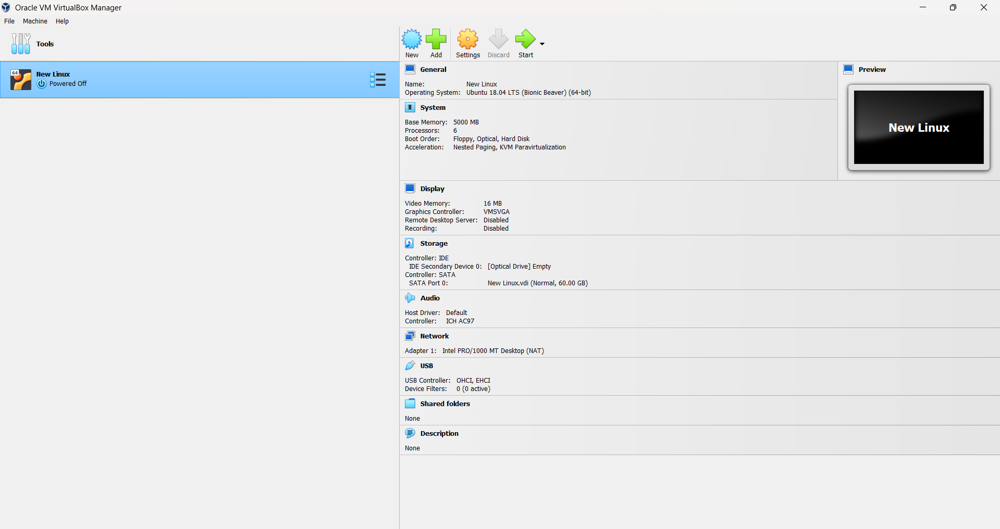 Oracle VM VirtualBox Manager
File Machine Help
Tools
New Add Settings Discard Start
64
New Linux
Powered Off
General
Name: New Linux
Operating System: Ubuntu 18.04 LTS (Bionic Beaver) (64-bit)
Preview
New Linux
System
Base Memory: 5000 MB
Processors: 6
Boot Order: Floppy, Optical, Hard Disk
Acceleration: Nested Paging, KVM Paravirtualization
Display
Video Memory: 16 MB
Graphics Controller: VMSVGA
Remote Desktop Server: Disabled
Recording: Disabled
Storage
Controller: IDE
IDE Secondary Device 0: [Optical Drive] Empty
Controller: SATA
SATA Port 0: New Linux.vdi (Normal, 60.00 GB)
Audio
Host Driver: Default
Controller: ICH AC97
Network
Adapter 1: Intel PRO/1000 MT Desktop (NAT)
USB
USB Controller: OHCI, EHCI
Device Filters: 0 (0 active)
Shared folders
None
Description
None